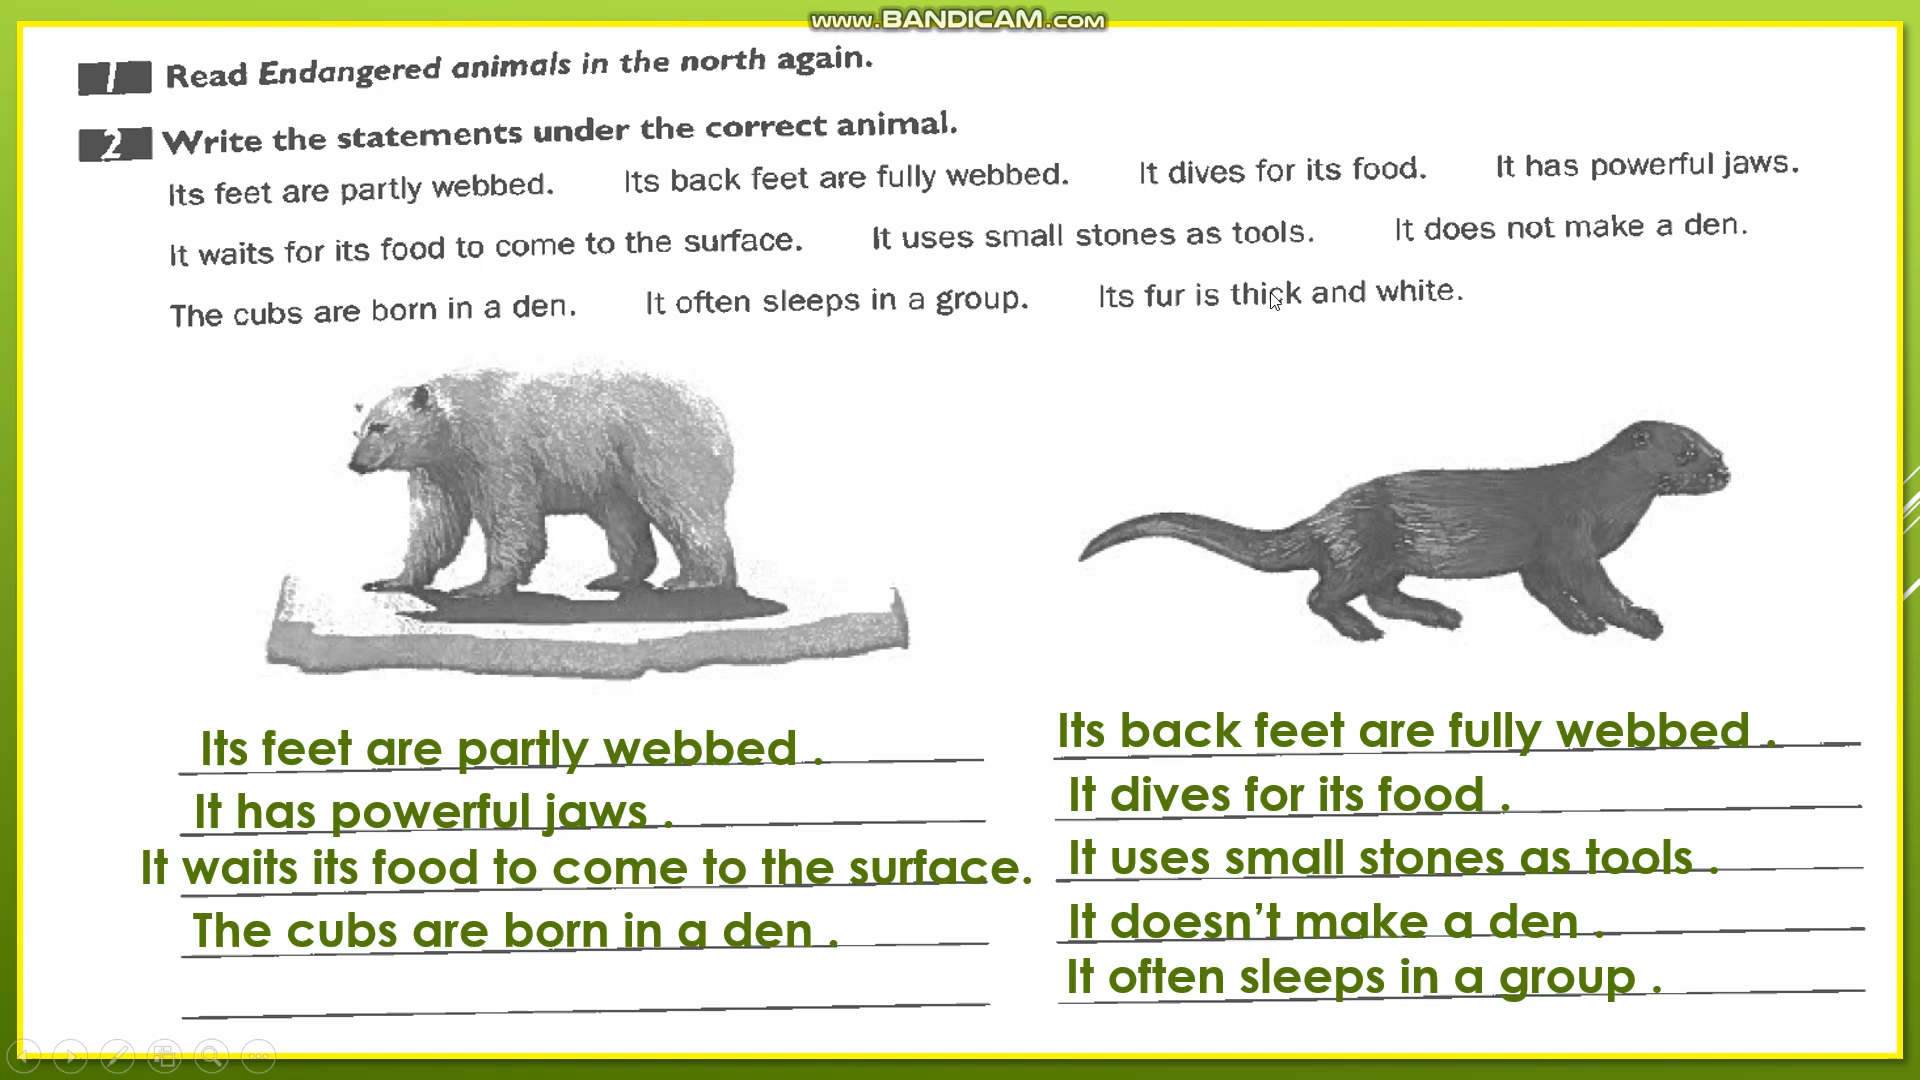 www.BANDICAM.com
1 Read Endangered animals in the north again.
2 Write the statements under the correct animal.
Its feet are partly webbed. Its back feet are fully webbed. It dives for its food. It has powerful jaws.
It waits for its food to come to the surface. It uses small stones as tools. It does not make a den.
The cubs are born in a den. It often sleeps in a group. Its fur is thick and white.
Its feet are partly webbed .
It has powerful jaws .
It waits its food to come to the surface.
The cubs are born in a den .
Its back feet are fully webbed .
It dives for its food .
It uses small stones as tools .
It doesn’t make a den .
It often sleeps in a group .